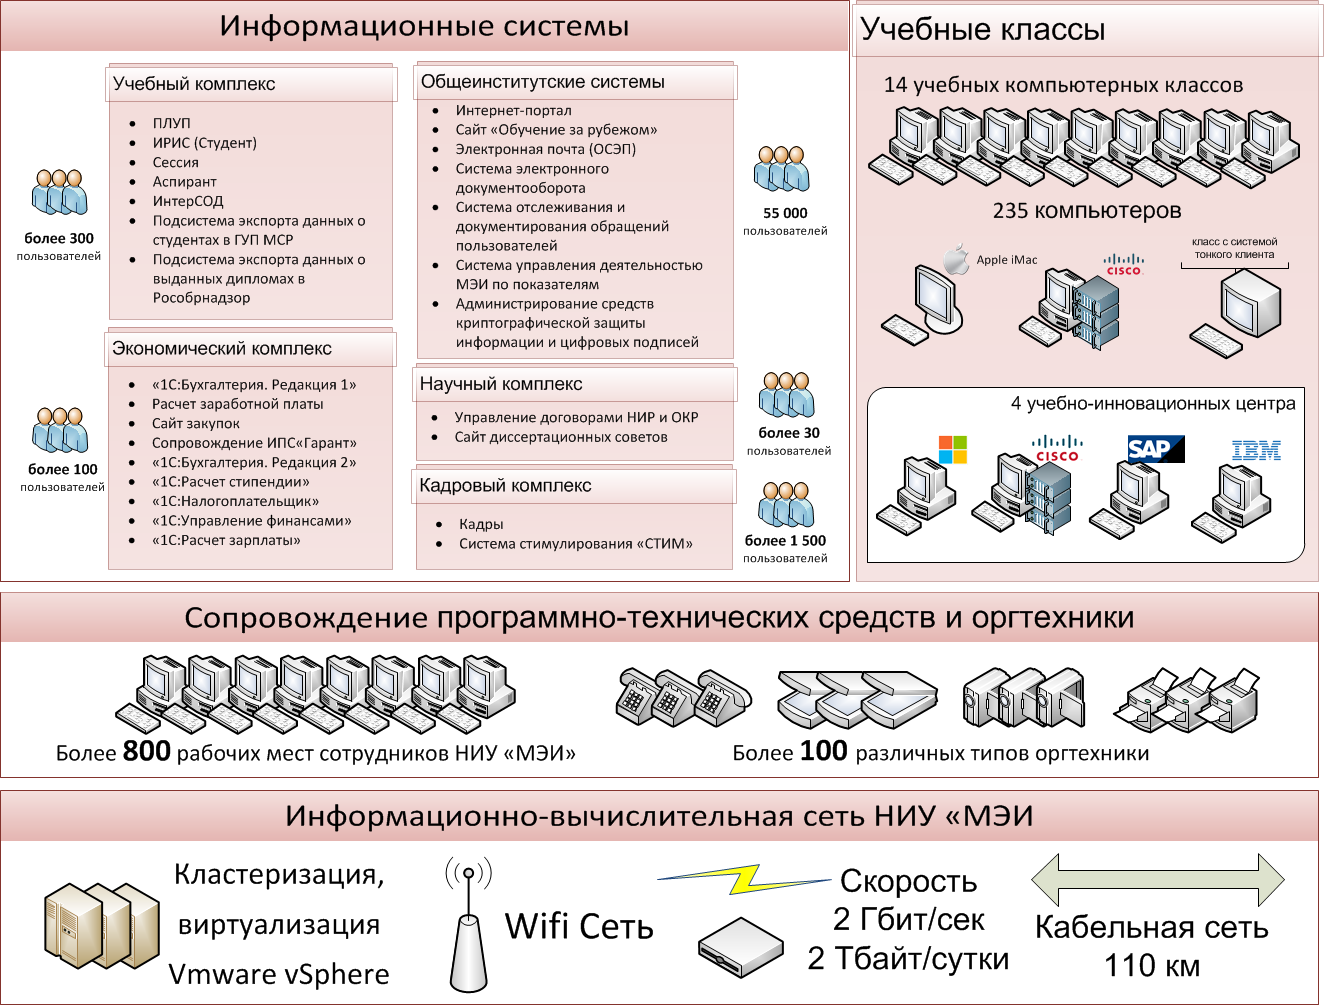 Информационные системы
Учебный комплекс
ПЛУП
ИРИС (Студент)
Сессия
Аспирант
ИнтерСОД
Подсистема экспорта данных о
студентах в ГУП МСР
Подсистема экспорта данных о
выданных дипломах в
Рособрнадзор
более 300
пользователей
Экономический комплекс
«1С:Бухгалтерия. Редакция 1»
Расчет заработной платы
Сайт закупок
Сопровождение ИПС«Гарант»
«1С:Бухгалтерия. Редакция 2»
«1С:Расчет стипендии»
«1С:Налогоплательщик»
«1С:Управление финансами»
«1С:Расчет зарплаты»
более 100
пользователей
Общеинститутские системы
Интернет-портал
Сайт «Обучение за рубежом»
Электронная почта (ОСЭП)
Система электронного
документооборота
Система отслеживания и
документирования обращений
пользователей
Система управления деятельностью
МЭИ по показателям
Администрирование средств
криптографической защиты
информации и цифровых подписей
55 000
пользователей
Научный комплекс
Управление договорами НИР и ОКР
Сайт диссертационных советов
более 30
пользователей
Кадровый комплекс
Кадры
Система стимулирования «СТИМ»
более 1 500
пользователей
Учебные классы
14 учебных компьютерных классов
235 компьютеров
Apple iMac
CISCO.
класс с системой
тонкого клиента
4 учебно-инновационных центра
CISCO
SAP
IBM
Сопровождение программно-технических средств и оргтехники
Более 800 рабочих мест сотрудников НИУ «МЭИ»
Более 100 различных типов оргтехники
Информационно-вычислительная сеть НИУ «МЭИ
Кластеризация,
виртуализация
Vmware vSphere
Wifi Сеть
Скорость
2 Гбит/сек
2 Тбайт/сутки
Кабельная сеть
110 км